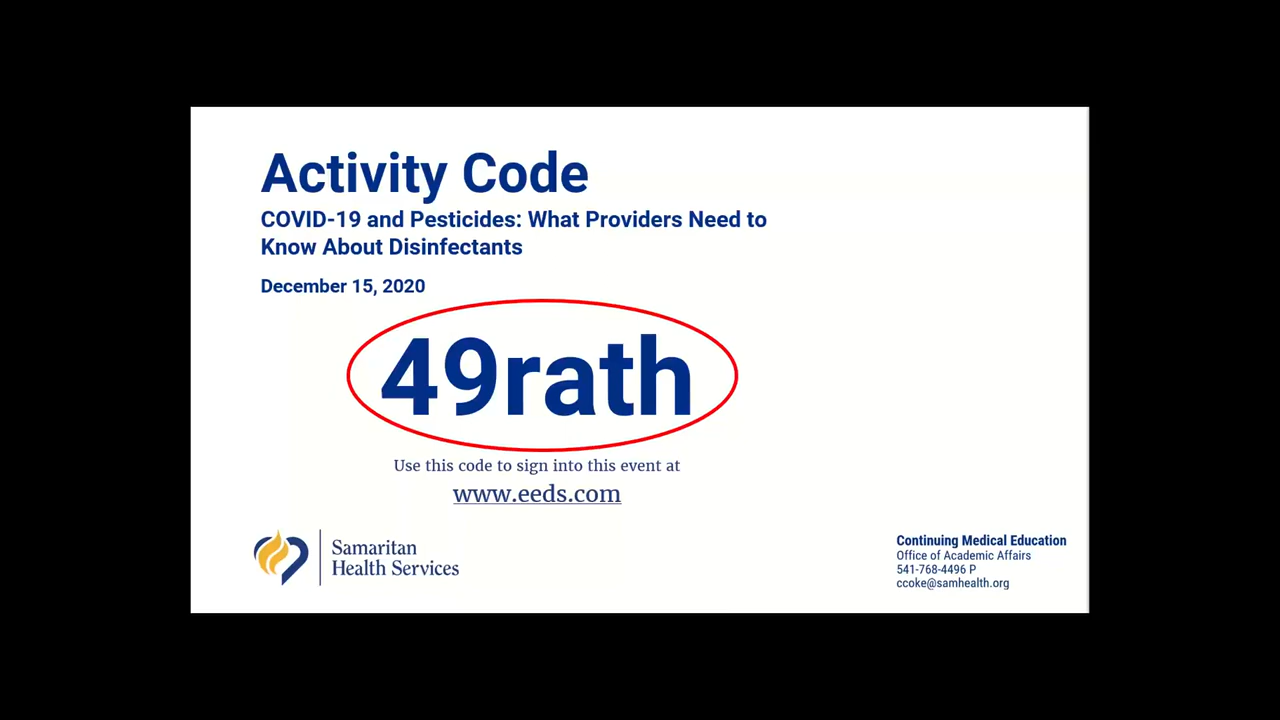 Activity Code
COVID-19 and Pesticides: What Providers Need to
Know About Disinfectants
December 15, 2020
49rath
Use this code to sign into this event at
www.eeds.com
Samaritan
Health Services
Continuing Medical Education
Office of Academic Affairs
541-768-4496 P
ccoke@samhealth.org